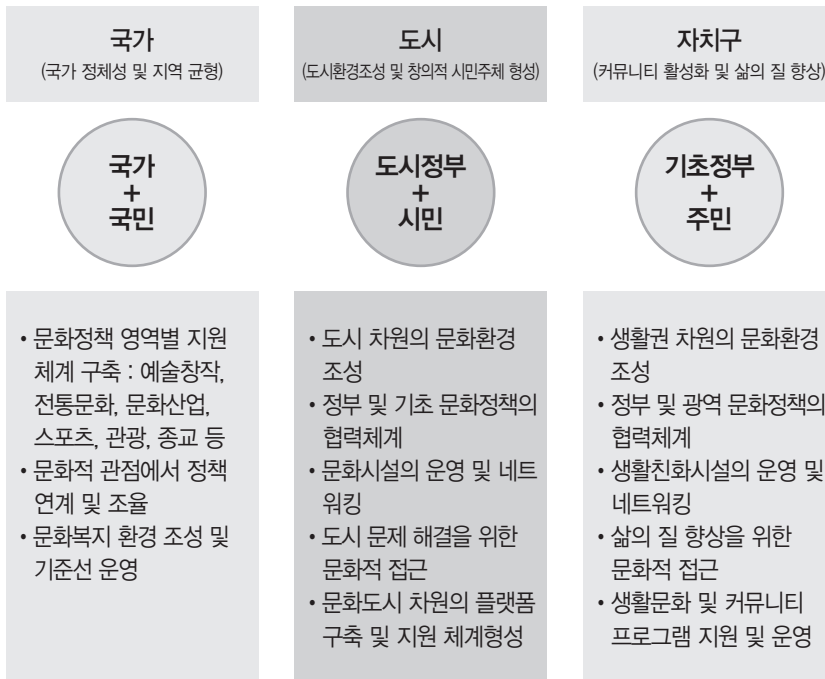 국가
(국가 정체성 및 지역 균형)
국가
+
국민
• 문화정책 영역별 지원
체계 구축 : 예술창작,
전통문화, 문화산업,
스포츠, 관광, 종교 등
• 문화적 관점에서 정책
연계 및 조율
• 문화복지 환경 조성 및
기준선 운영
도시
(도시환경조성 및 창의적 시민주체 형성)
도시정부
+
시민
• 도시 차원의 문화환경
조성
• 정부 및 기초 문화정책의
협력체계
• 문화시설의 운영 및 네트
워킹
• 도시 문제 해결을 위한
문화적 접근
• 문화도시 차원의 플랫폼
구축 및 지원 체계형성
자치구
(커뮤니티 활성화 및 삶의 질 향상)
기초정부
+
주민
• 생활권 차원의 문화환경
조성
• 정부 및 광역 문화정책의
협력체계
• 생활친화시설의 운영 및
네트워킹
• 삶의 질 향상을 위한
문화적 접근
• 생활문화 및 커뮤니티
프로그램 지원 및 운영